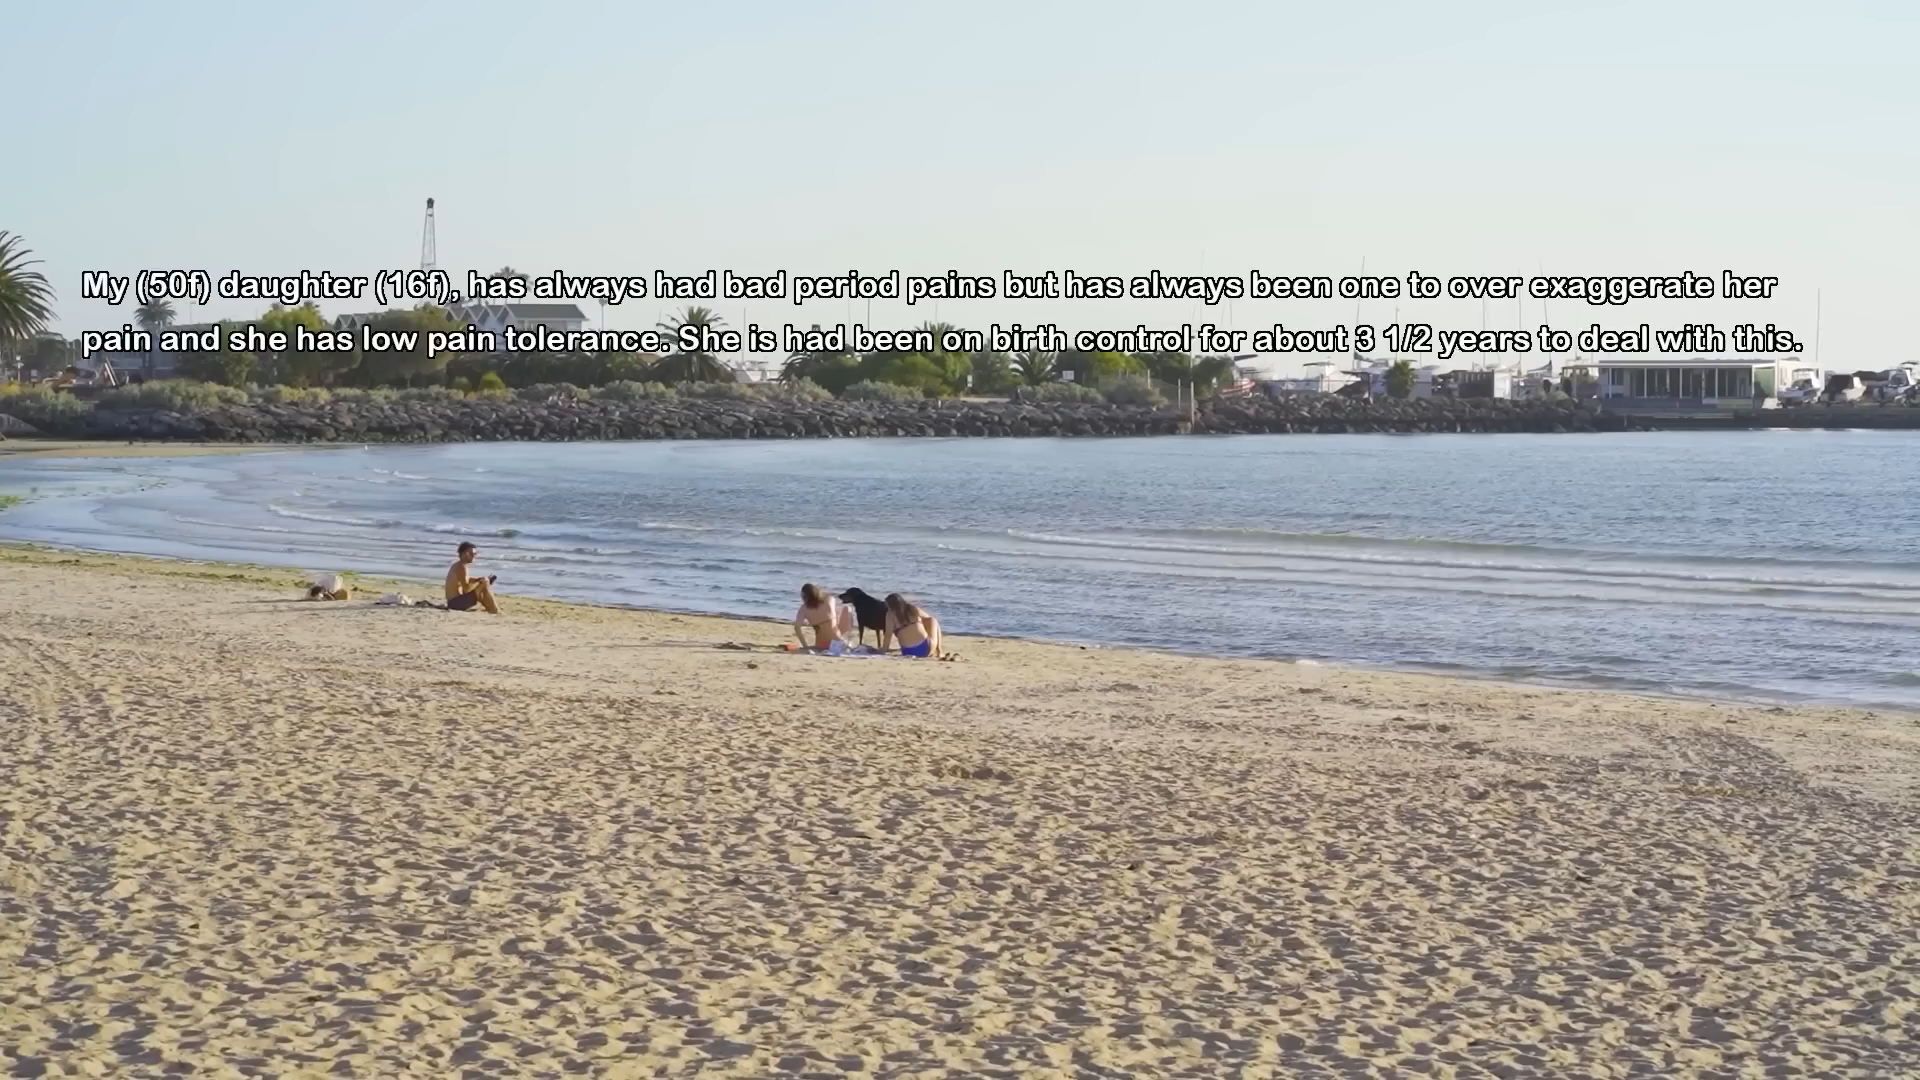 My (50f) daughter (16f), has always had bad period pains but has always been one to over exaggerate her
pain and she has low pain tolerance. She is had been on birth control for about 3 1/2 years to deal with this.